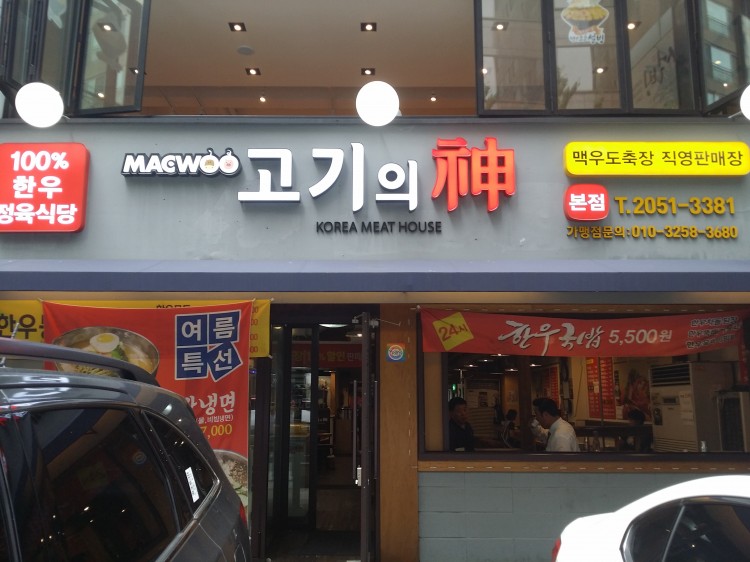 100%
한우
정육식당
MACWOO 고기의 神
KOREA MEAT HOUSE
맥우도축장 직영판매장
본점 T.2051-3381
가맹점문의:010-3258-3680
여름
특선
냉면
24시 한우국밥 5,500원